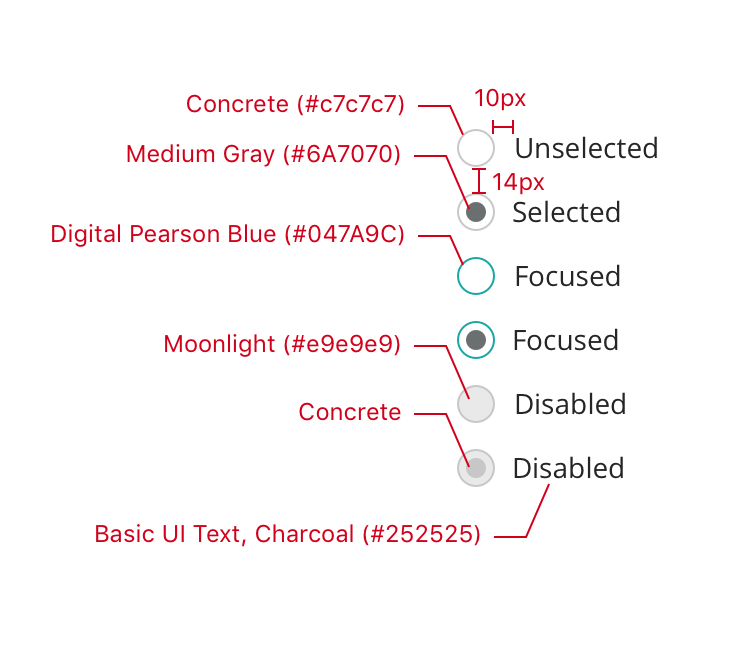 10px
Concrete (#c7c7c7)
Unselected
Medium Gray (#6A7070)
14px
Selected
Digital Pearson Blue (#047A9C)
Focused
Focused
Moonlight (#e9e9e9)
Disabled
Concrete
Disabled
Basic UI Text, Charcoal (#252525)